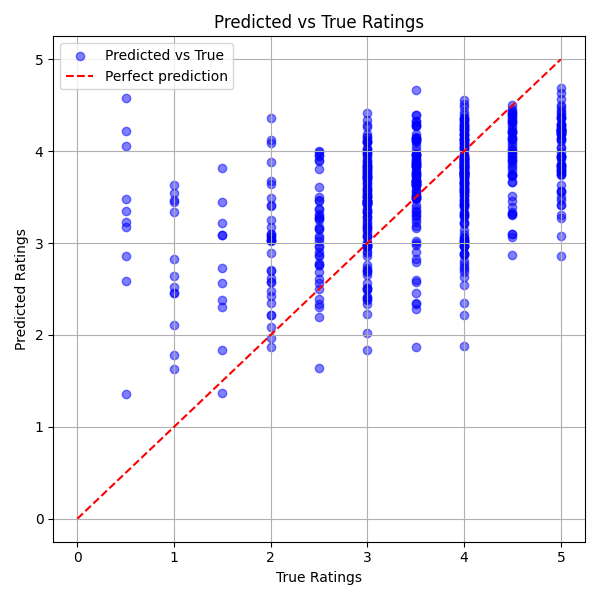 Predicted vs True Ratings
Predicted vs True
Perfect prediction
5
4
3
2
1
0
Predicted Ratings
0 1 2 3 4 5
True Ratings